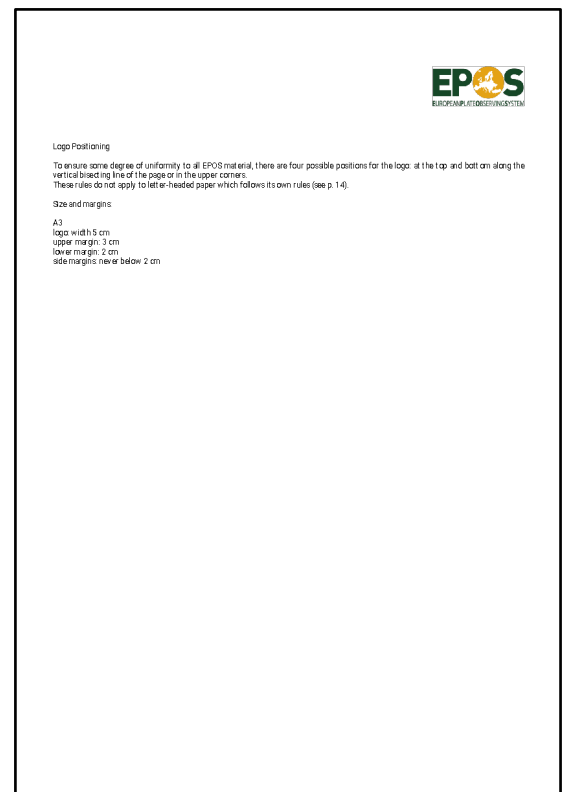 EPOS
EUROPEANPLATEOBSERVINGSYSTEM
Logo Positioning
To ensure some degree of uniformity to all EPOS material, there are four possible positions for the logo: at the top and bottom along the
vertical bisecting line of the page or in the upper corners.
These rules do not apply to letter-headed paper which follows its own rules (see p. 14).
Size and margins:
A3
logo: width 5 cm
upper margin: 3 cm
lower margin: 2 cm
side margins: never below 2 cm